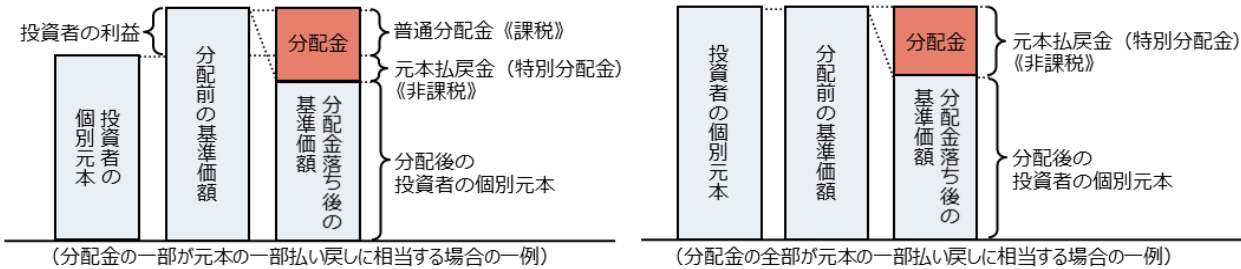 投資者の利益
投資者の
個別元本
分配前の基準価額
分配金
分配金落ち後の
基準価額
普通分配金《課税》
元本払戻金（特別分配金）
《非課税》
分配後の
投資者の個別元本
（分配金の一部が元本の一部払い戻しに相当する場合の一例）
投資者の個別元本
分配前の基準価額
分配金
分配金落ち後の
基準価額
元本払戻金（特別分配金）
《非課税》
分配後の
投資者の個別元本
（分配金の全部が元本の一部払い戻しに相当する場合の一例）